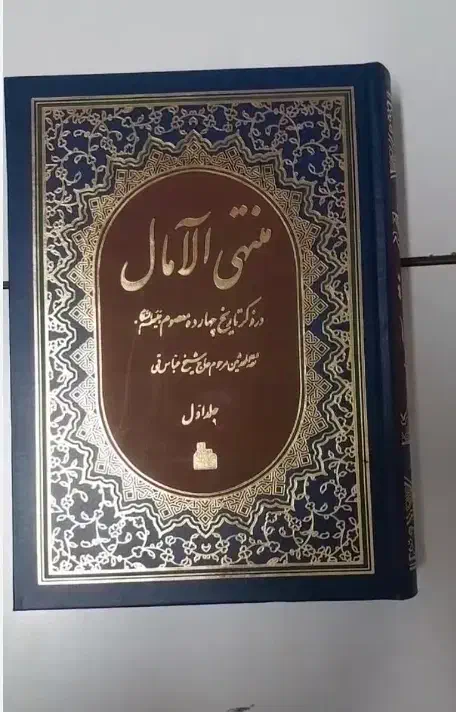 منتهی الآمال
در ذکر تاریخ چهارده معصوم علیهم‌السلام
ثقة المحدثین مرحوم حاج شیخ عباس قمی
جلد اول